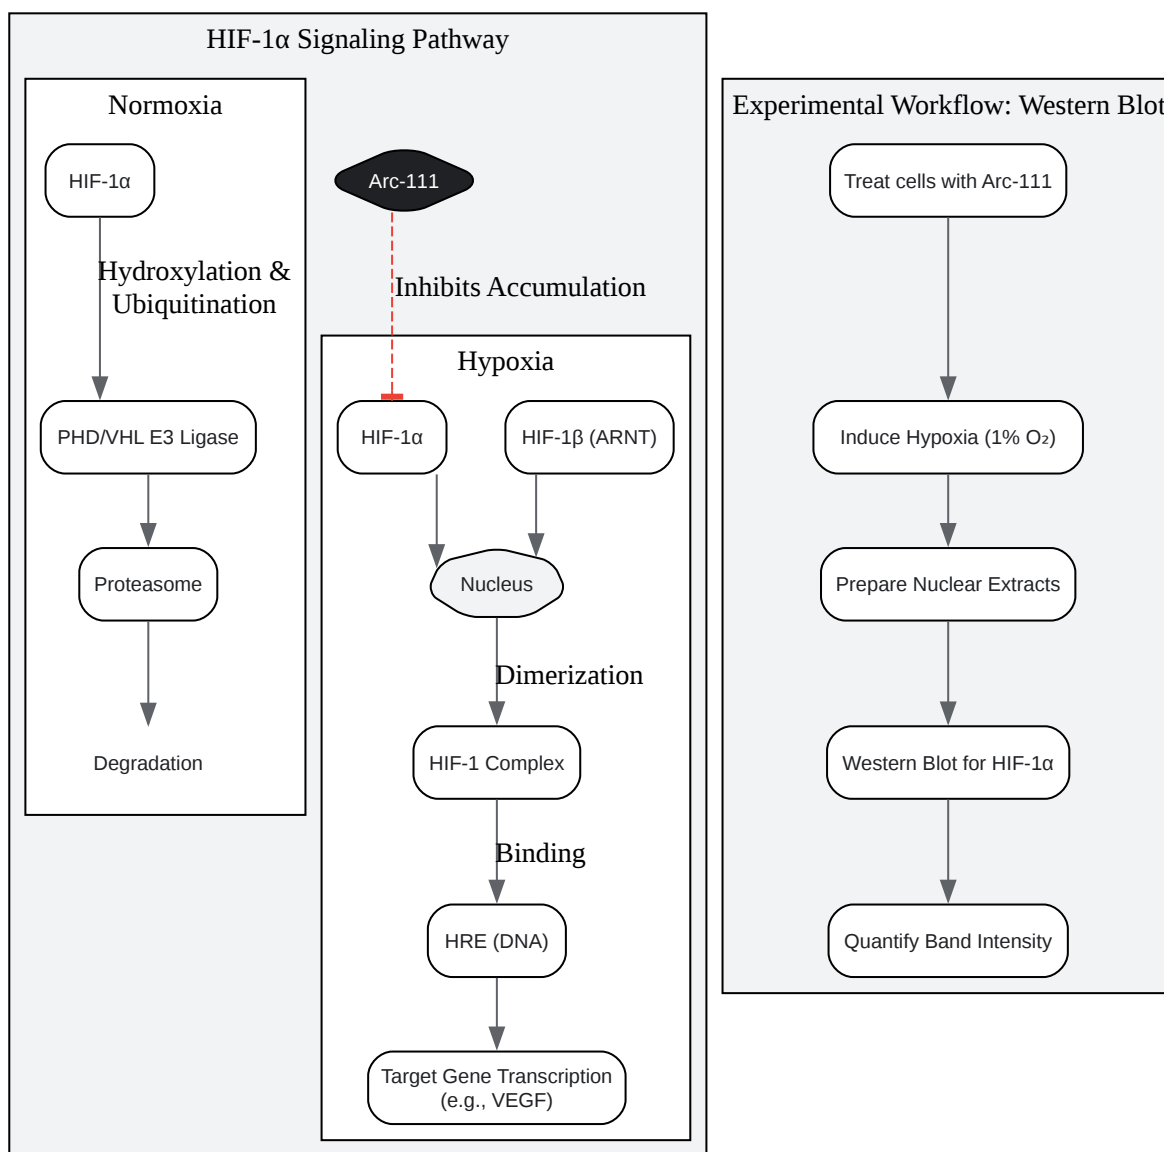 HIF-1α Signaling Pathway
Normoxia
HIF-1α
Hydroxylation &
Ubiquitination
PHD/VHL E3 Ligase
Proteasome
Degradation
Arc-111
Inhibits Accumulation
Hypoxia
HIF-1α
HIF-1β (ARNT)
Nucleus
Dimerization
HIF-1 Complex
Binding
HRE (DNA)
Target Gene Transcription
(e.g., VEGF)
Experimental Workflow: Western Blot
Treat cells with Arc-111
Induce Hypoxia (1% O₂)
Prepare Nuclear Extracts
Western Blot for HIF-1α
Quantify Band Intensity